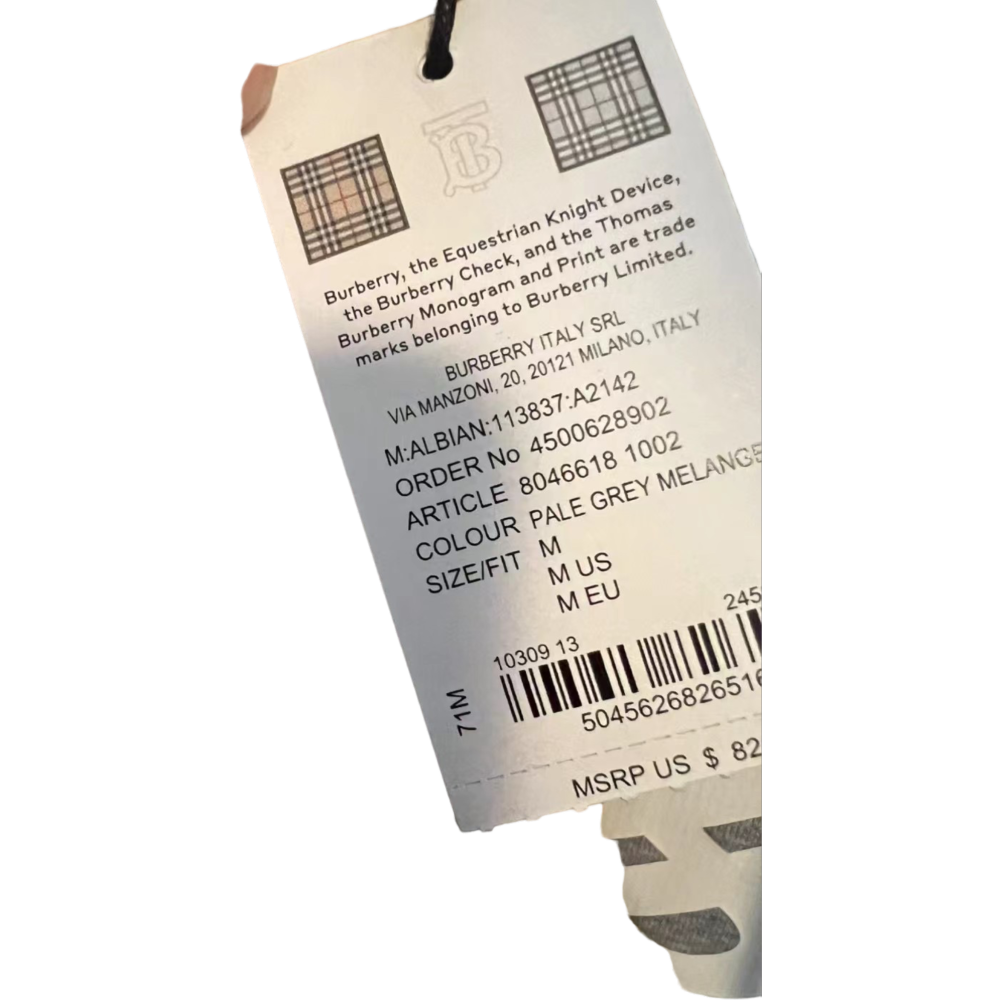 Burberry, the Equestrian Knight Device,
the Burberry Check, and the Thomas
Burberry Monogram and Print are trade
marks belonging to Burberry Limited.
BURBERRY ITALY SRL
VIA MANZONI, 20, 20121 MILANO, ITALY
M:ALBIAN:113837:A2142
ORDER No 4500628902
ARTICLE 8046618 1002
COLOUR PALE GREY MELANGE
SIZE/FIT M
M US
M EU
10309 13 245
71M
504562682651
MSRP US $ 82